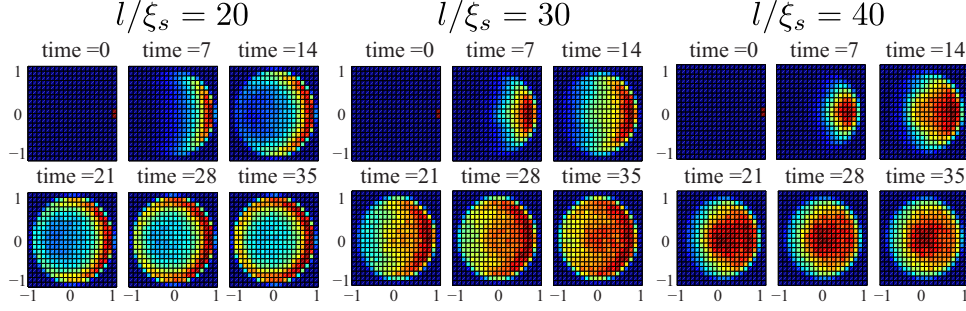 l/ξs = 20 l/ξs = 30 l/ξs = 40
time =0 time =7 time =14 time =0 time =7 time =14 time =0 time =7 time =14
1 1 1
0 0 0
−1 −1 −1
time =21 time =28 time =35 time =21 time =28 time =35 time =21 time =28 time =35
1 1 1
0 0 0
−1 −1 −1
−1 0 1 −1 0 1 −1 0 1 −1 0 1 −1 0 1 −1 0 1